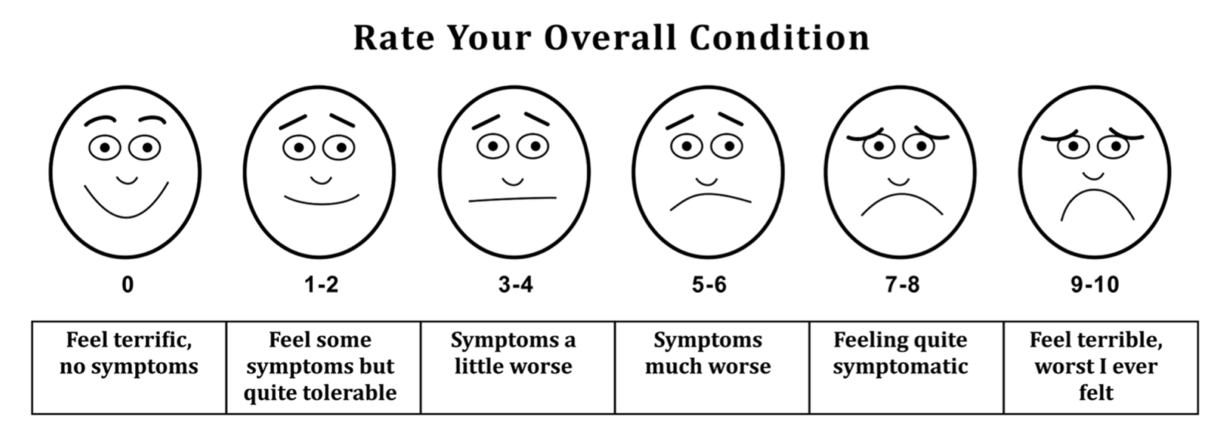 Rate Your Overall Condition
0
1-2
3-4
5-6
7-8
9-10
Feel terrific,
no symptoms
Feel some
symptoms but
quite tolerable
Symptoms a
little worse
Symptoms
much worse
Feeling quite
symptomatic
Feel terrible,
worst I ever
felt